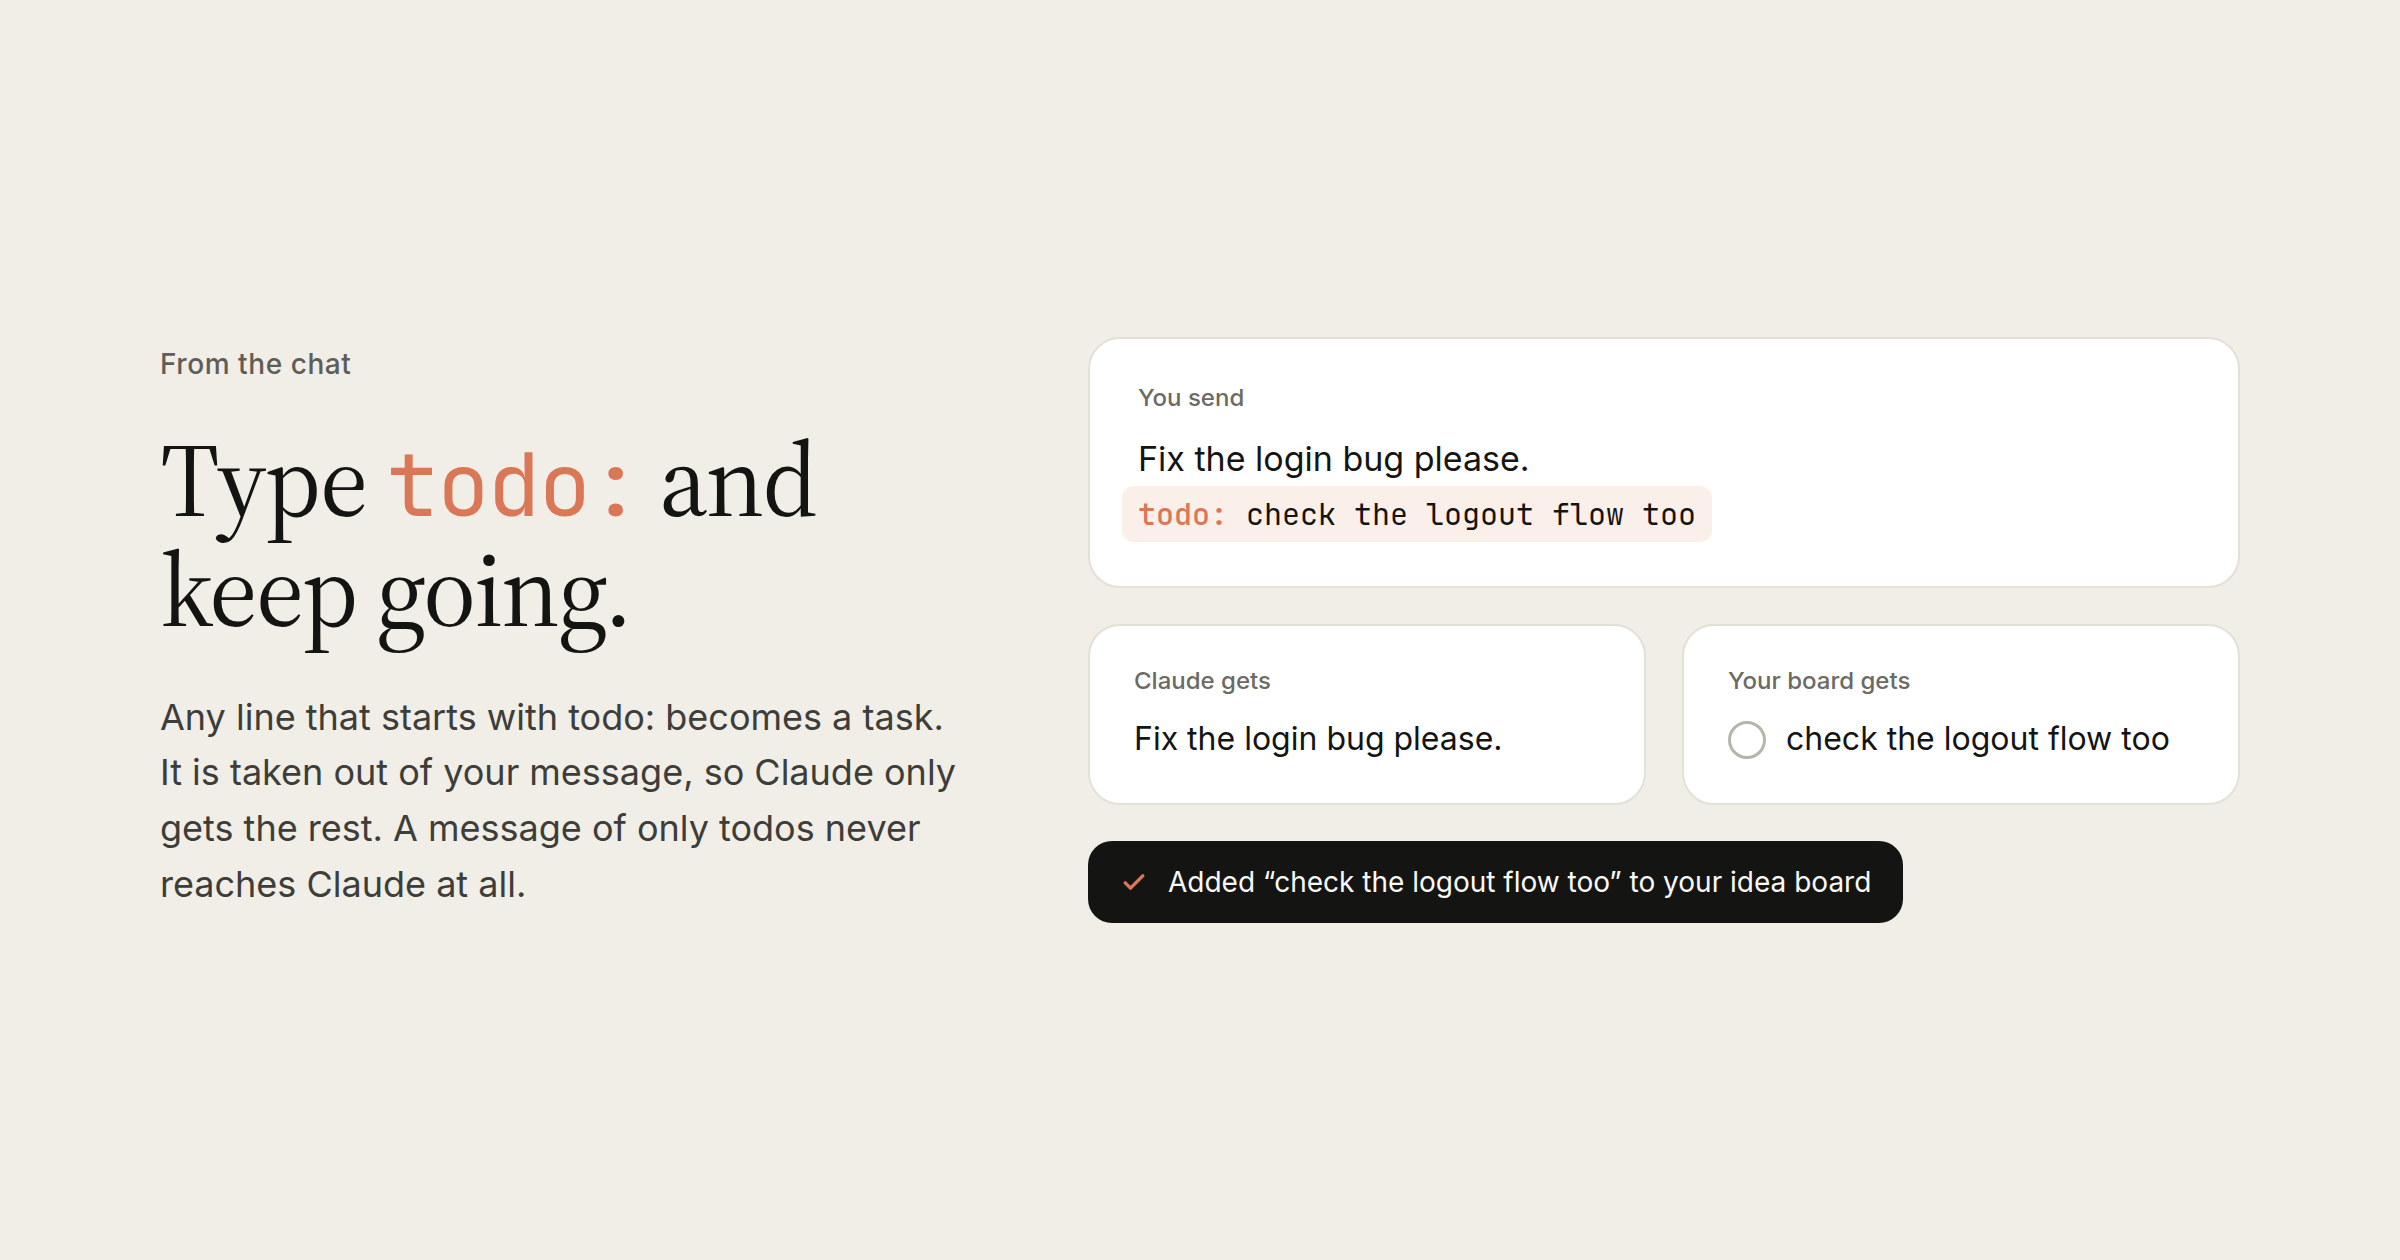 From the chat
Type todo: and
keep going.
Any line that starts with todo: becomes a task.
It is taken out of your message, so Claude only
gets the rest. A message of only todos never
reaches Claude at all.
You send
Fix the login bug please.
todo: check the logout flow too
Claude gets
Fix the login bug please.
Your board gets
check the logout flow too
Added “check the logout flow too” to your idea board